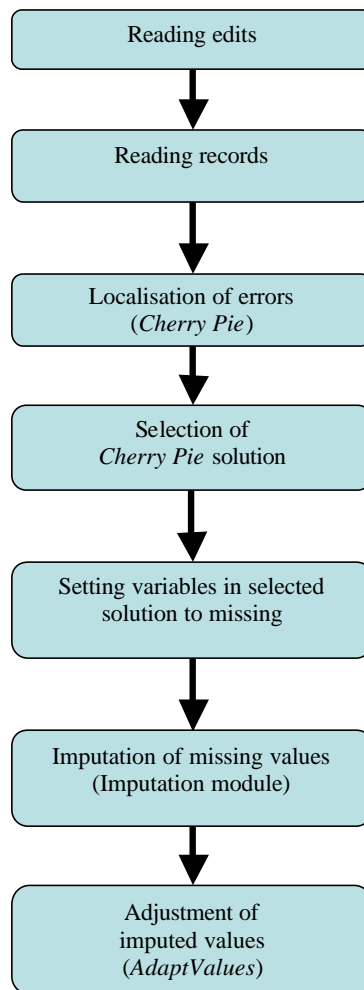 Reading edits
Reading records
Localisation of errors
(Cherry Pie)
Selection of
Cherry Pie solution
Setting variables in selected
solution to missing
Imputation of missing values
(Imputation module)
Adjustment of
imputed values
(AdaptValues)